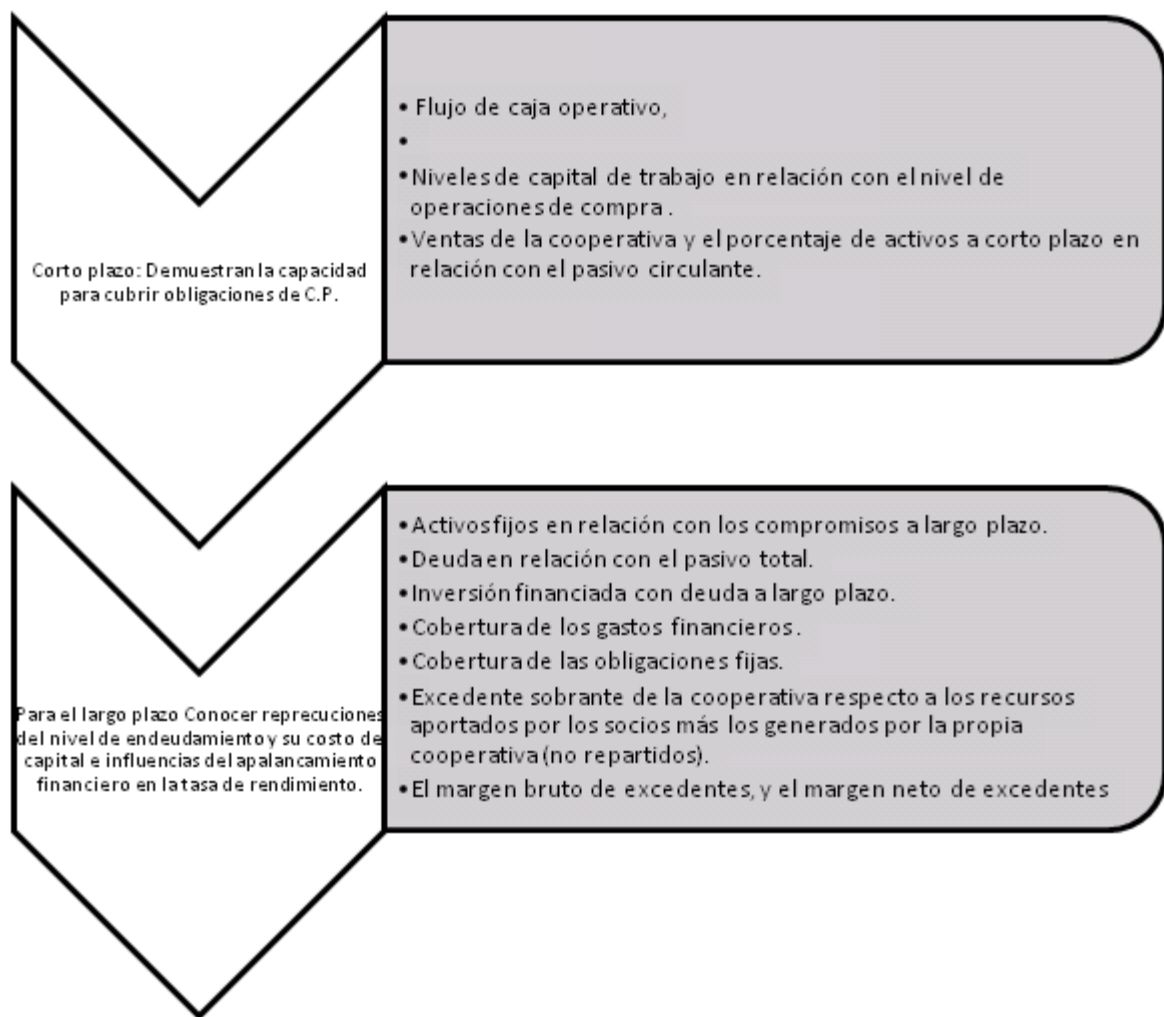 Corto plazo: Demuestran la capacidad
para cubrir obligaciones de C.P.
• Flujo de caja operativo,
•
• Niveles de capital de trabajo en relación con el nivel de
operaciones de compra .
• Ventas de la cooperativa y el porcentaje de activos a corto plazo en
relación con el pasivo circulante.
Para el largo plazo Conocer reprecuciones
del nivel de endeudamiento y su costo de
capital e influencias del apalancamiento
financiero en la tasa de rendimiento.
• Activos fijos en relación con los compromisos a largo plazo.
• Deuda en relación con el pasivo total.
• Inversión financiada con deuda a largo plazo.
• Cobertura de los gastos financieros.
• Cobertura de las obligaciones fijas.
• Excedente sobrante de la cooperativa respecto a los recursos
aportados por los socios más los generados por la propia
cooperativa (no repartidos).
• El margen bruto de excedentes, y el margen neto de excedentes